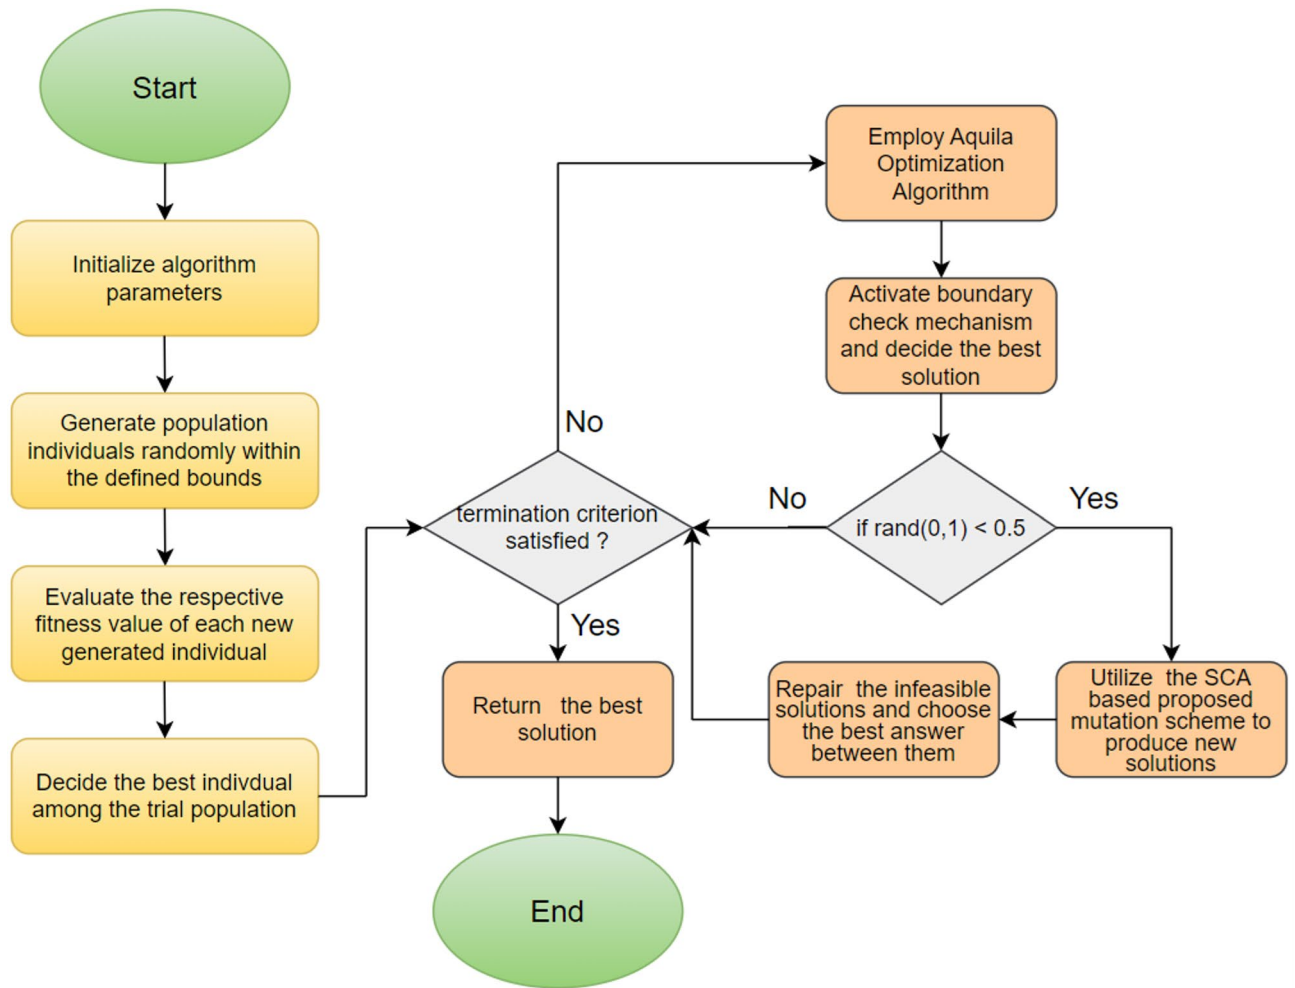 Start
Initialize algorithm
parameters
Generate population
individuals randomly within
the defined bounds
Evaluate the respective
fitness value of each new
generated individual
Decide the best indivdual
among the trial population
termination criterion
satisfied ?
No
Yes
Return the best
solution
End
Employ Aquila
Optimization
Algorithm
Activate boundary
check mechanism
and decide the best
solution
if rand(0,1) < 0.5
No
Yes
Utilize the SCA
based proposed
mutation scheme to
produce new
solutions
Repair the infeasible
solutions and choose
the best answer
between them